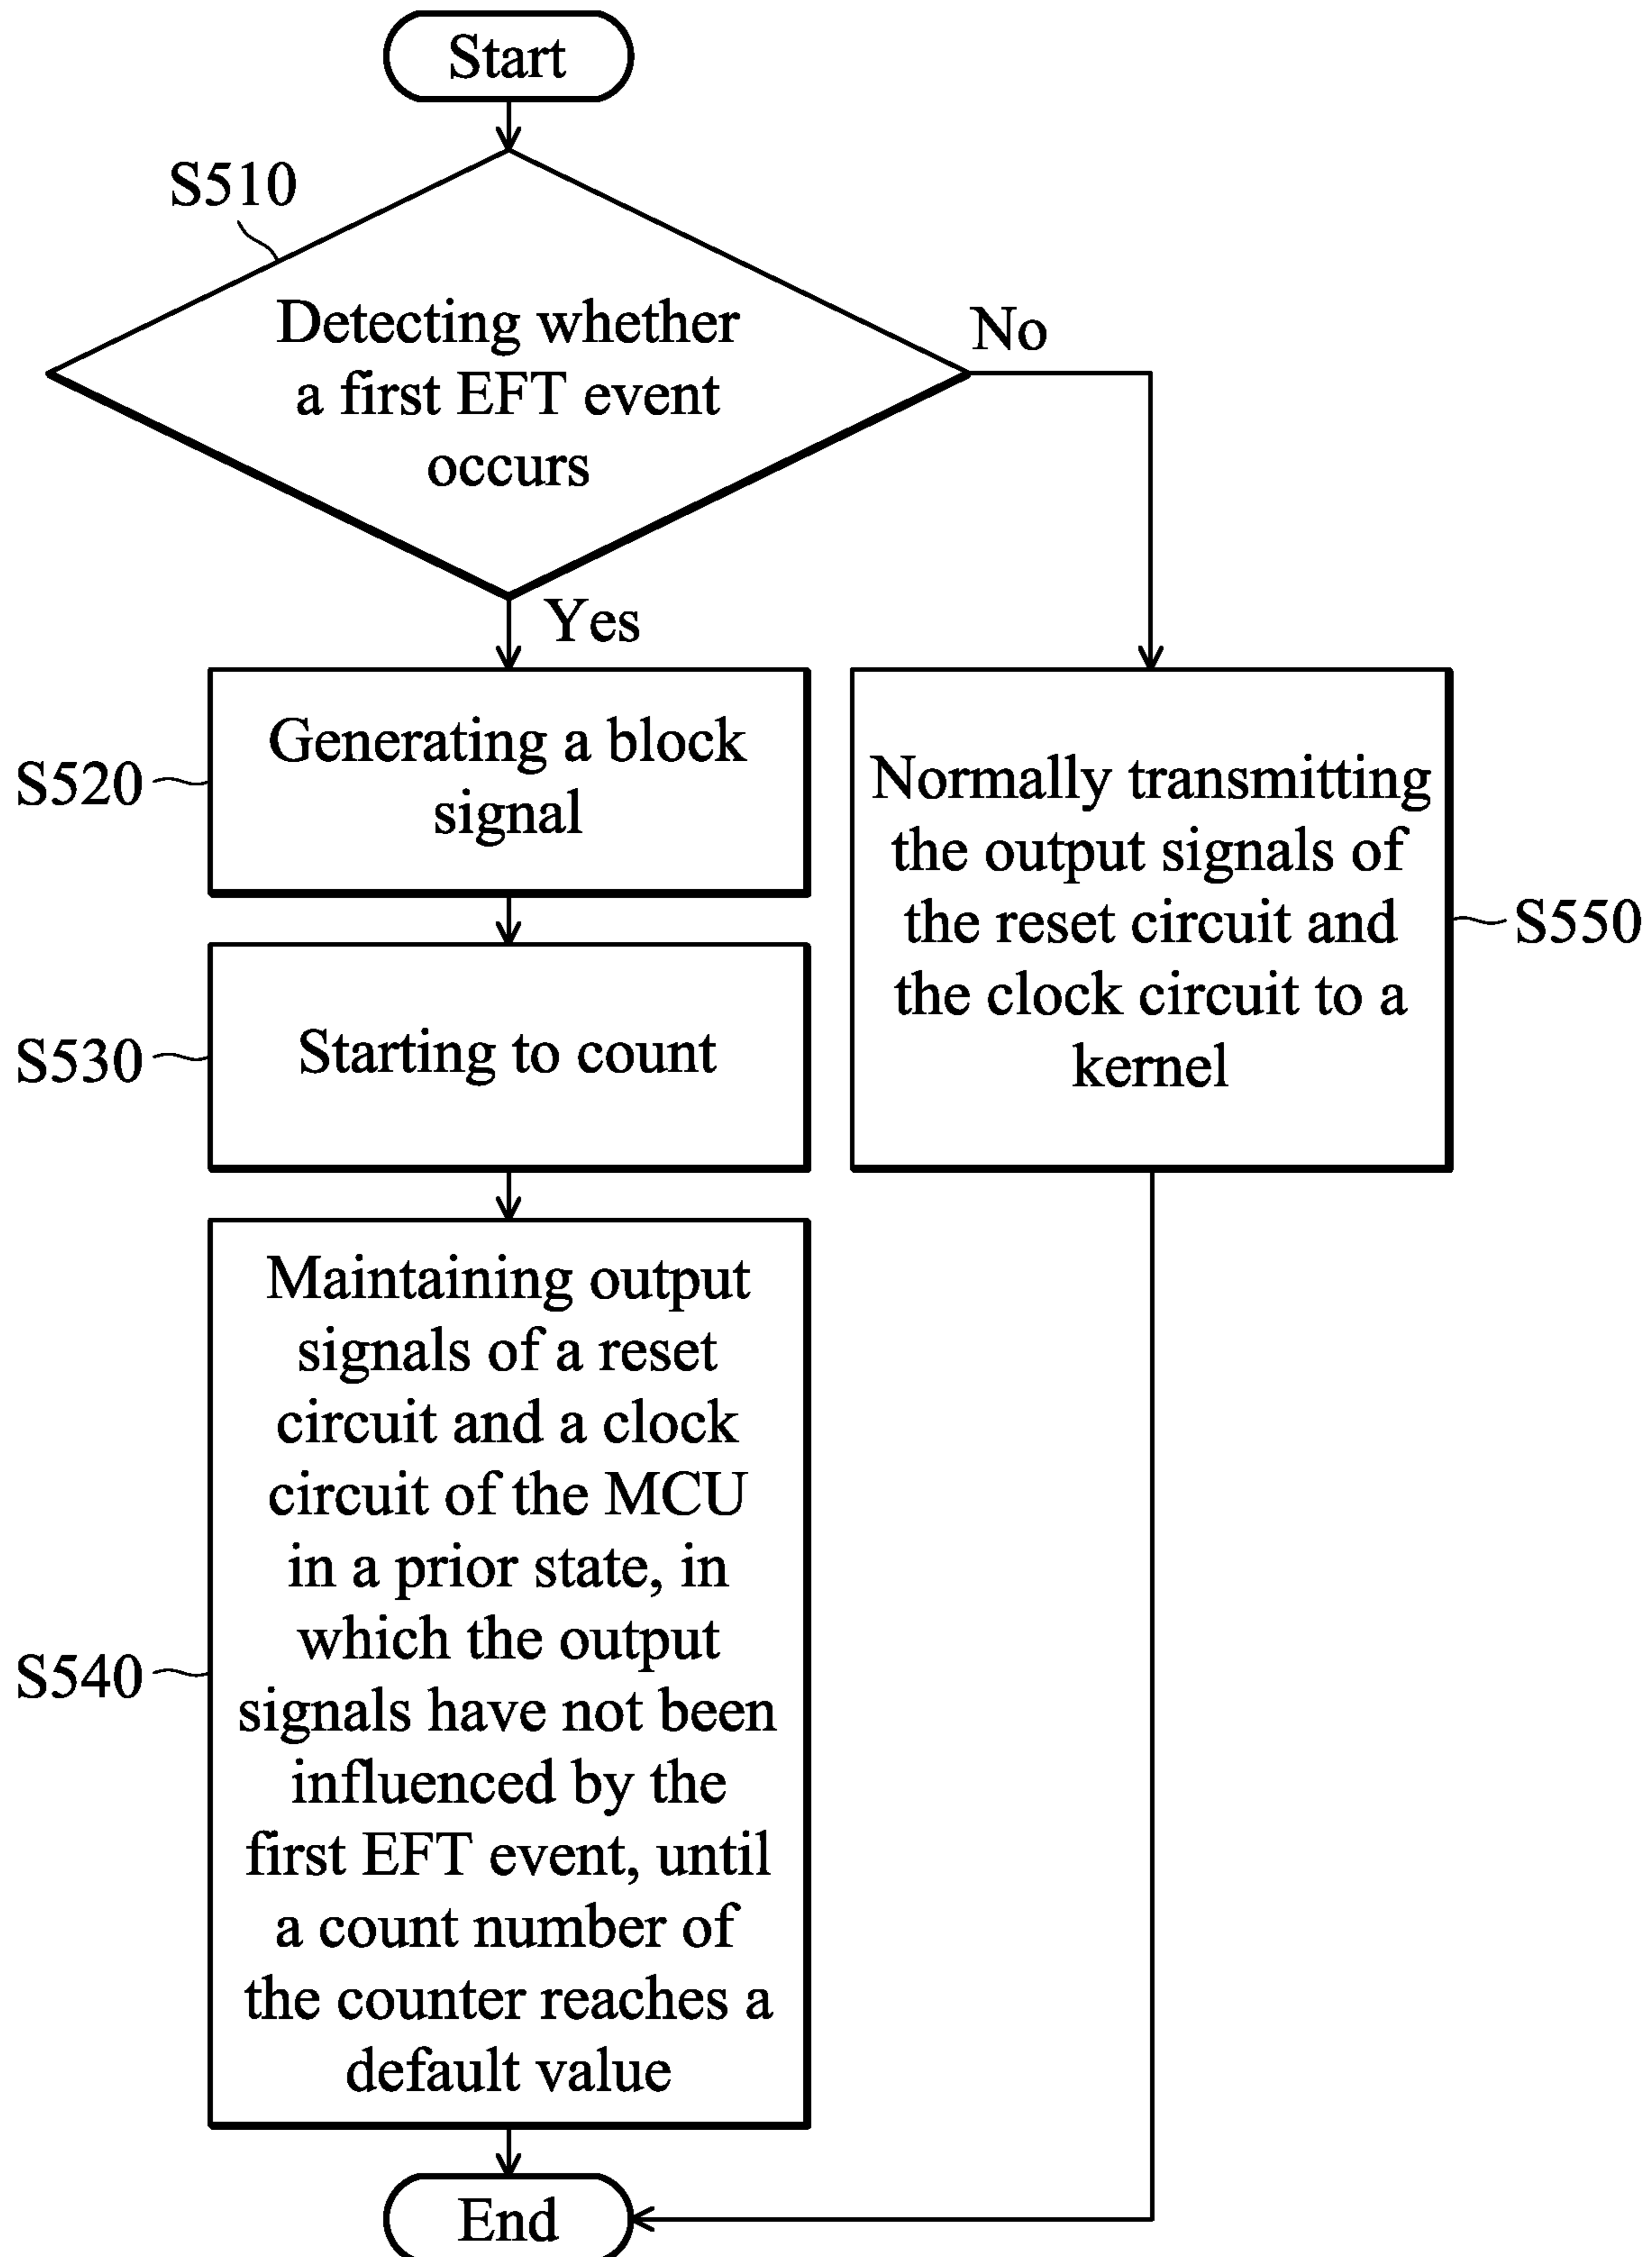 Start
S510
Detecting whether
a first EFT event
occurs
No
Yes
S520
Generating a block
signal
S530
Starting to count
Normally transmitting
the output signals of
the reset circuit and
the clock circuit to a
kernel
S550
S540
Maintaining output
signals of a reset
circuit and a clock
circuit of the MCU
in a prior state, in
which the output
signals have not been
influenced by the
first EFT event, until
a count number of
the counter reaches a
default value
End